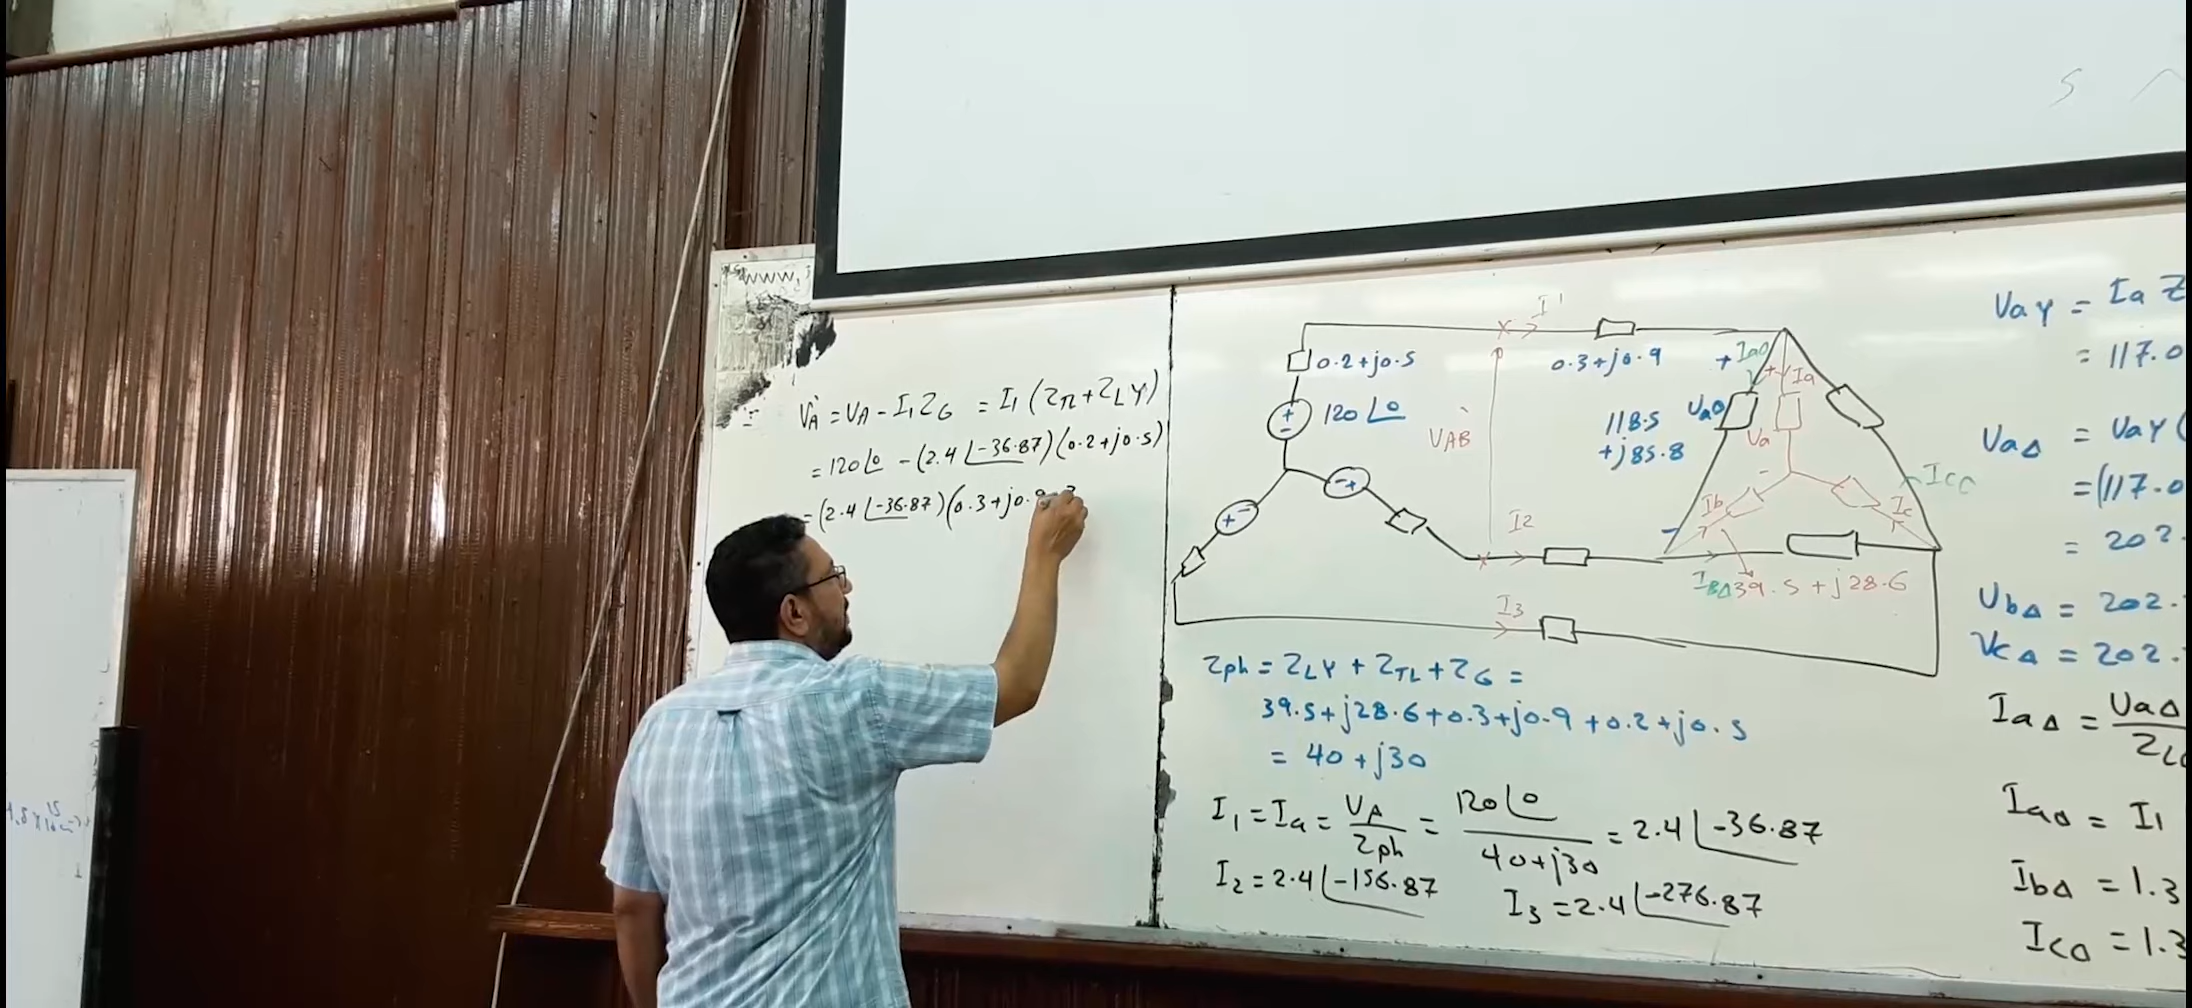 www.
V`A = VA - I1 ZG = I1 (ZTL + ZLY)
= 120∠0 - (2.4∠-36.87)(0.2+j0.5)
= (2.4∠-36.87)(0.3+j0.9
0.2+j0.5
120∠0
I1
0.3+j0.9
V`AB
118.5
+j85.8
+
IaΔ
VaΔ
+
Ia
Va
-
Ib
Ic
IcΔ
-
I2
IBΔ
39.5+j28.6
I3
Zph = ZLY + ZTL + ZG =
39.5+j28.6+0.3+j0.9+0.2+j0.5
= 40+j30
I1 = Ia = VA/Zph = 120∠0/40+j30 = 2.4∠-36.87
I2 = 2.4∠-156.87
I3 = 2.4∠-276.87
VaY = Ia Z
= 117.0
VaΔ = VaY (
= (117.0
= 202.
VbΔ = 202.
VcΔ = 202.
IaΔ = VaΔ/ZL
IaΔ = I1
IbΔ = 1.3
IcΔ = 1.3